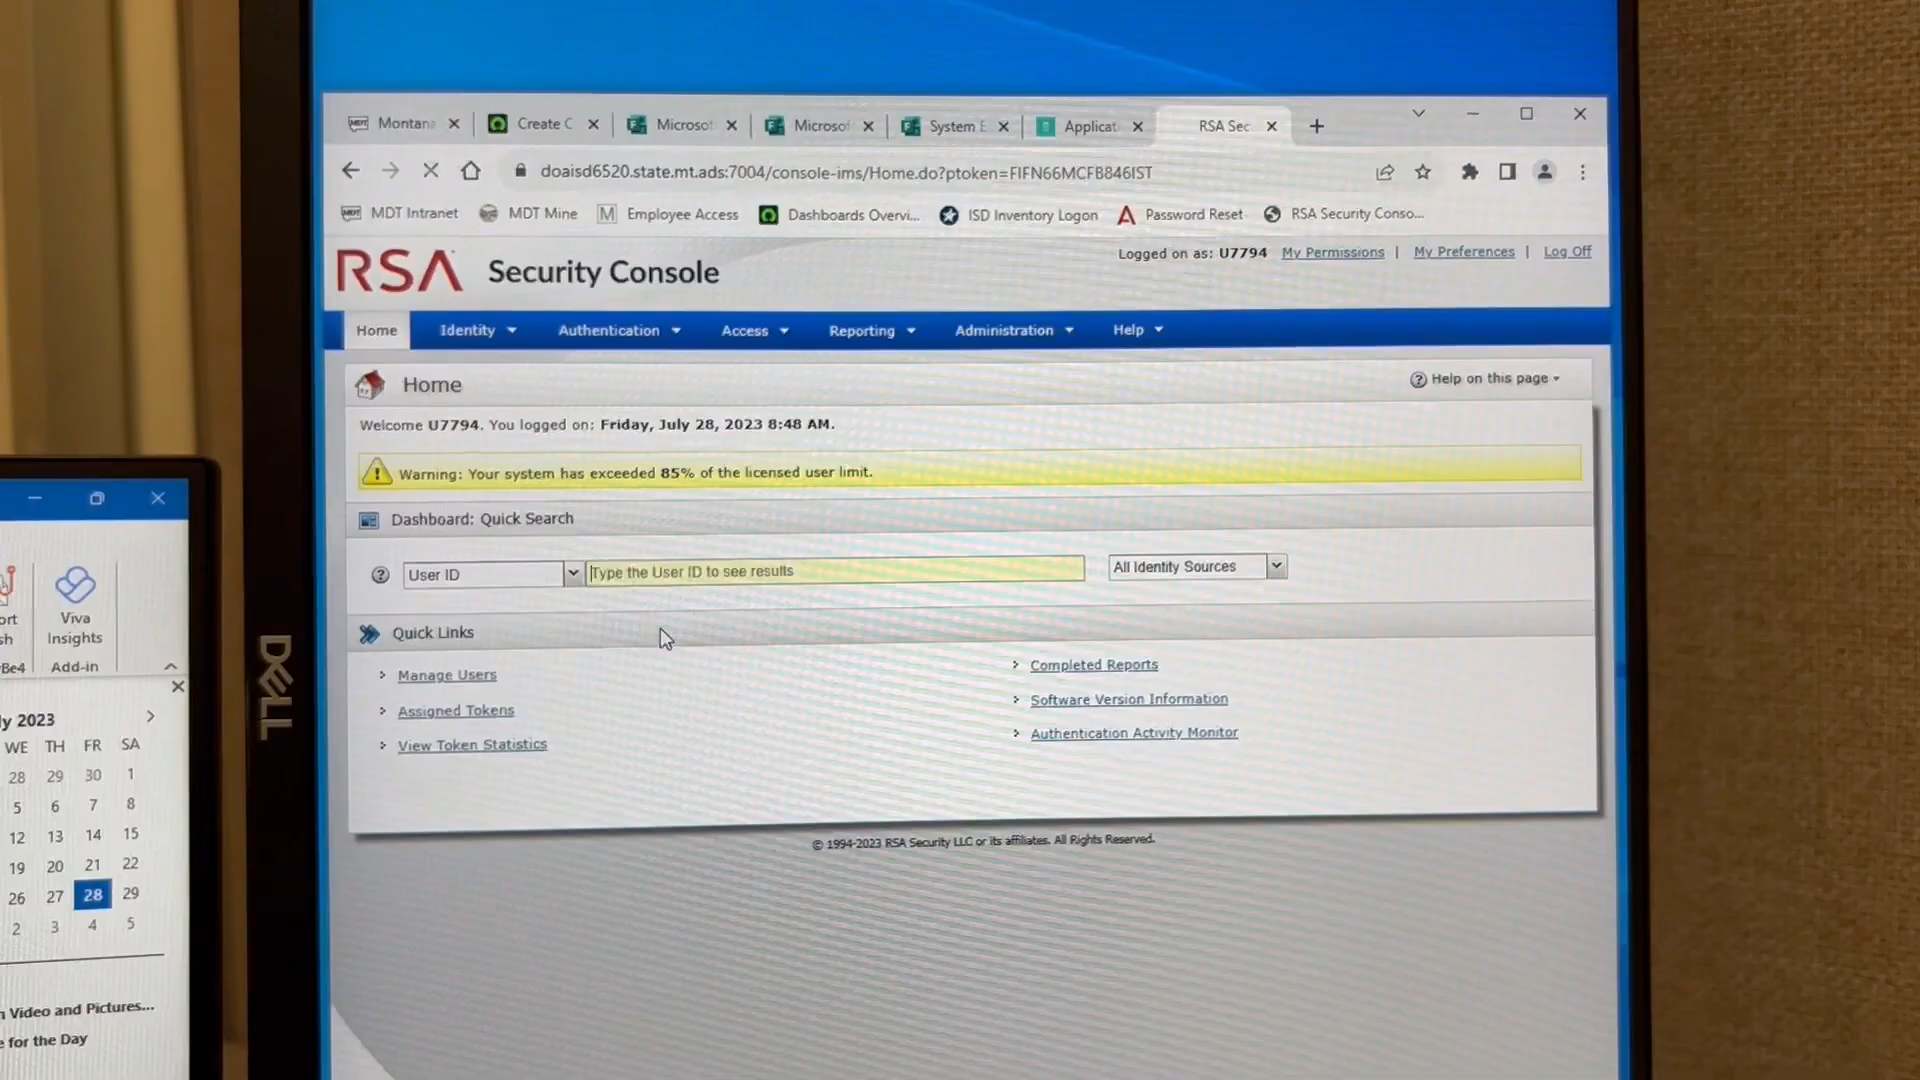 Montana
Create C
Microsof
Microsof
System E
Applicat
RSA Sec
doaisd6520.state.mt.ads:7004/console-ims/Home.do?ptoken=FIFN66MCFB846IST
MDT Intranet
MDT Mine
M Employee Access
Dashboards Overvi...
ISD Inventory Logon
Password Reset
RSA Security Conso...
RSA Security Console
Logged on as: U7794 My Permissions | My Preferences | Log Off
Home Identity Authentication Access Reporting Administration Help
Home
Help on this page
Welcome U7794. You logged on: Friday, July 28, 2023 8:48 AM.
Warning: Your system has exceeded 85% of the licensed user limit.
Dashboard: Quick Search
User ID
Type the User ID to see results
All Identity Sources
Quick Links
Manage Users
Assigned Tokens
View Token Statistics
Completed Reports
Software Version Information
Authentication Activity Monitor
© 1994-2023 RSA Security LLC or its affiliates. All Rights Reserved.
DELL
ort
sh
Viva
Insights
Be4
Add-in
ly 2023
WE TH FR SA
28 29 30 1
5 6 7 8
12 13 14 15
19 20 21 22
26 27 28 29
2 3 4 5
n Video and Pictures...
e for the Day